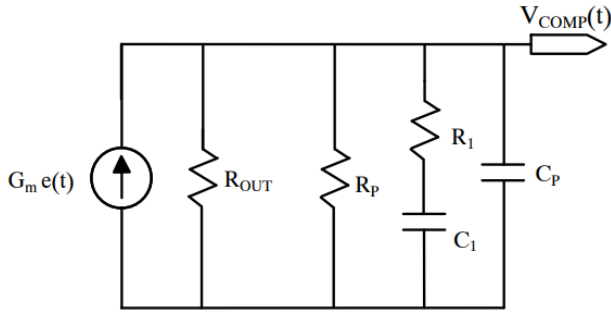 V_COMP(t)
G_m e(t)
R_OUT
R_P
R_1
C_1
C_P